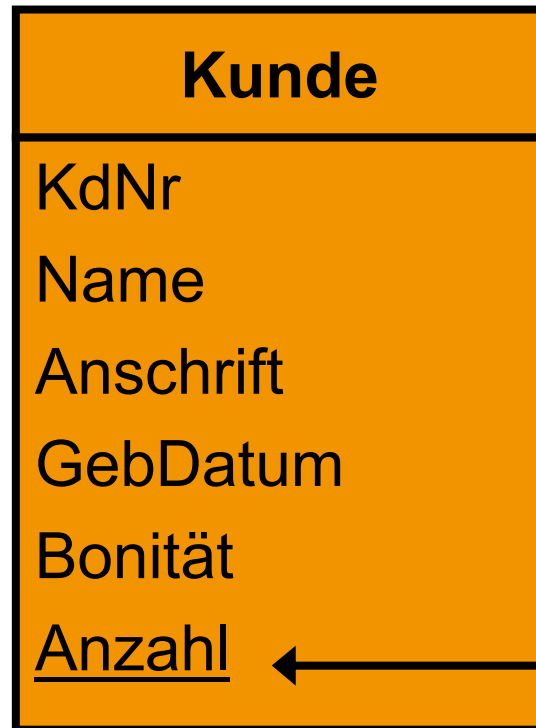 Kunde
KdNr
Name
Anschrift
GebDatum
Bonität
Anzahl